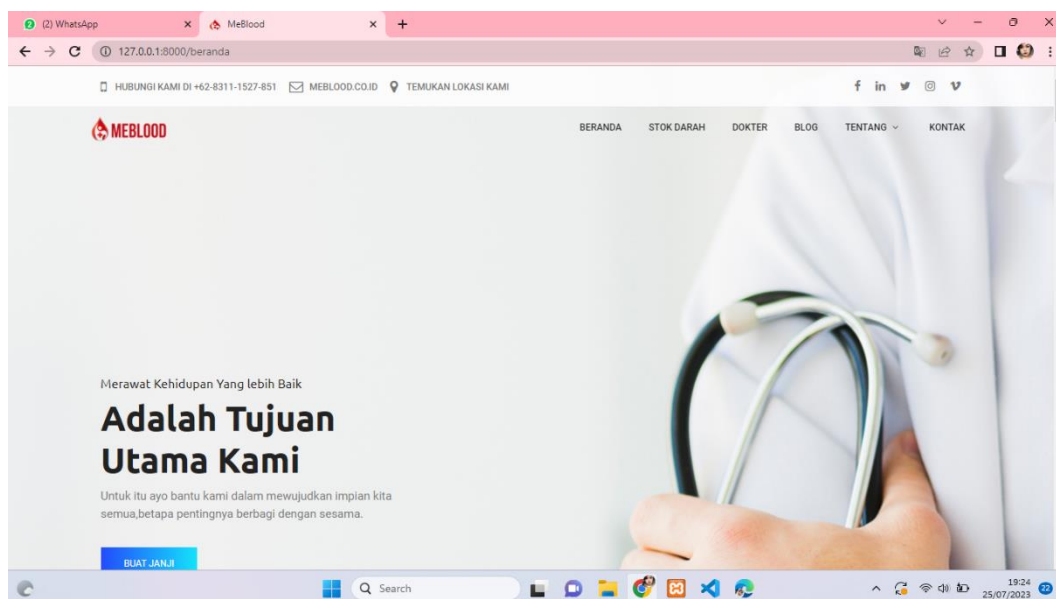 (2) WhatsApp
MeBlood
127.0.0.1:8000/beranda
HUBUNGI KAMI DI +62-8311-1527-851 MEBLOOD.CO.ID TEMUKAN LOKASI KAMI
MEBLOOD
BERANDA STOK DARAH DOKTER BLOG TENTANG KONTAK
Merawat Kehidupan Yang lebih Baik
Adalah Tujuan
Utama Kami
Untuk itu ayo bantu kami dalam mewujudkan impian kita
semua,betapa pentingnya berbagi dengan sesama.
BUAT JANJI
Search
19:24
25/07/2023
22